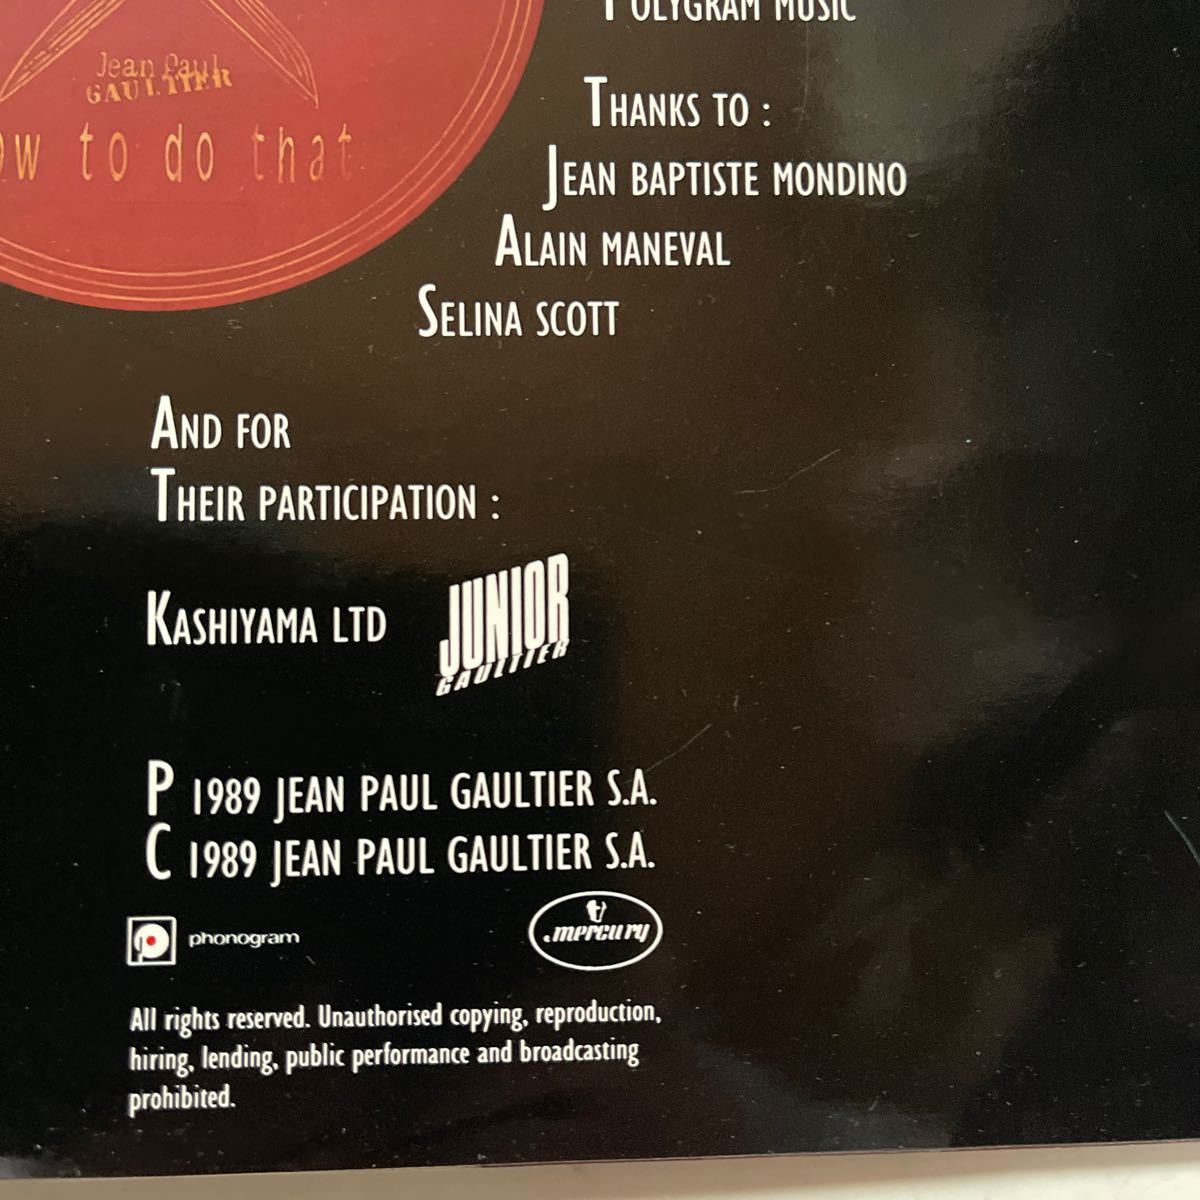 POLYGRAM MUSIC
Jean Paul
GAULTIER
ow to do that
THANKS TO :
JEAN BAPTISTE MONDINO
ALAIN MANEVAL
SELINA SCOTT
AND FOR
THEIR PARTICIPATION :
KASHIYAMA LTD
JUNIOR
GAULTIER
P 1989 JEAN PAUL GAULTIER S.A.
C 1989 JEAN PAUL GAULTIER S.A.
phonogram
mercury
All rights reserved. Unauthorised copying, reproduction,
hiring, lending, public performance and broadcasting
prohibited.